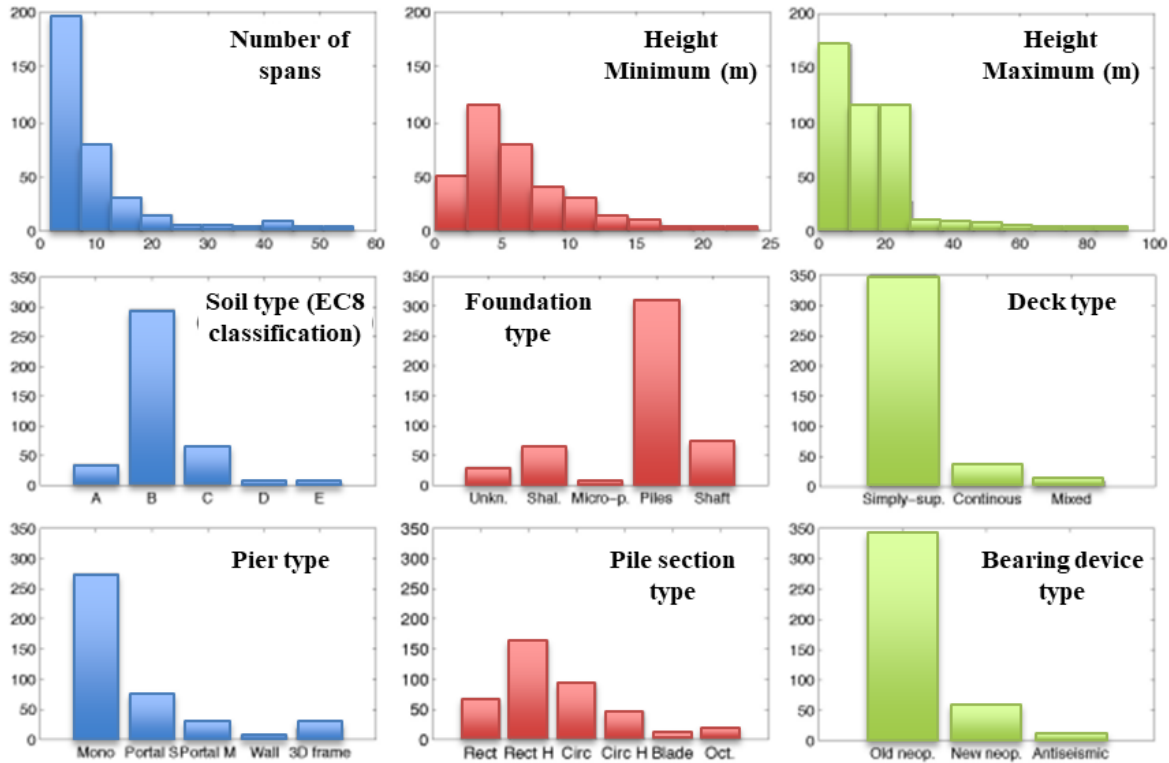 Number of
spans
200
150
100
50
0
0 10 20 30 40 50 60
Height
Minimum (m)
200
150
100
50
0
0 5 10 15 20 25
Height
Maximum (m)
200
150
100
50
0
0 20 40 60 80 100
Soil type (EC8
classification)
350
300
250
200
150
100
50
0
A B C D E
Foundation
type
350
300
250
200
150
100
50
0
Unkn. Shal. Micro-p. Piles Shaft
Deck type
350
300
250
200
150
100
50
0
Simply-sup. Continous Mixed
Pier type
350
300
250
200
150
100
50
0
Mono Portal S Portal M Wall 3D frame
Pile section
type
350
300
250
200
150
100
50
0
Rect Rect H Circ Circ H Blade Oct.
Bearing device
type
350
300
250
200
150
100
50
0
Old neop. New neop. Antiseismic